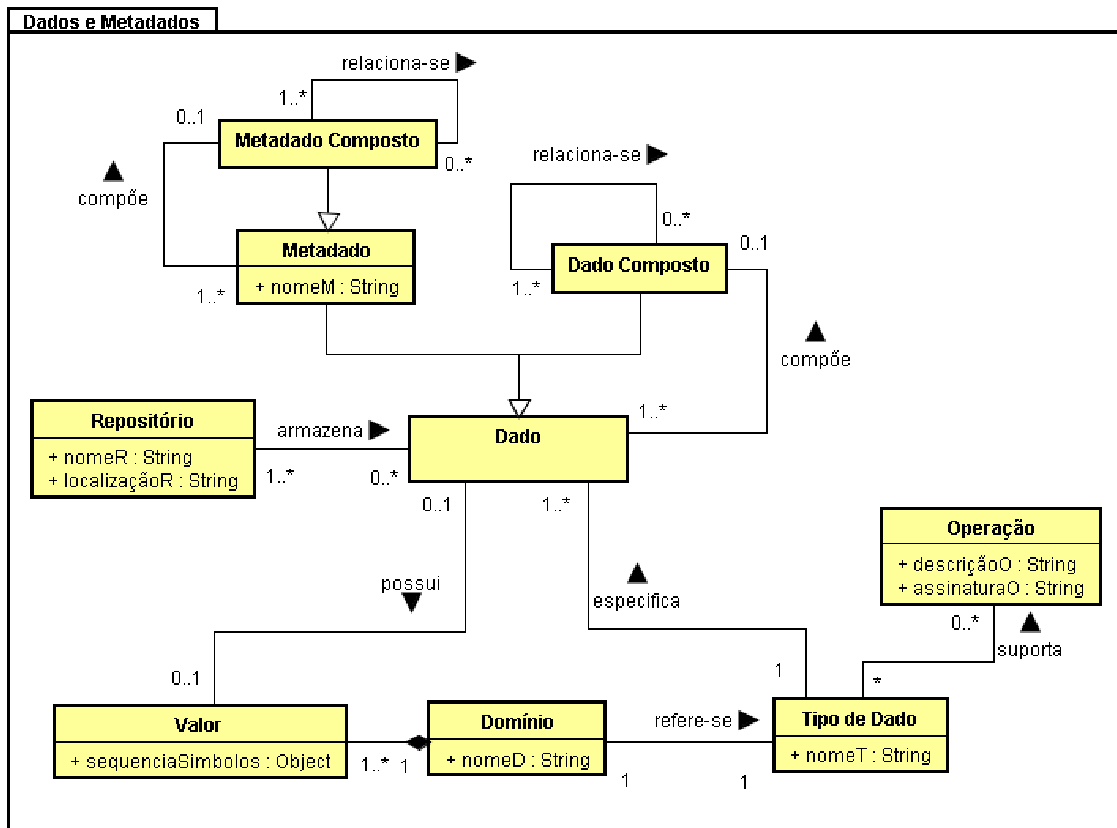 Dados e Metadados
relaciona-se
1..*
0..1
Metadado Composto
0..*
compõe
relaciona-se
0..*
0..1
Metadado
+ nomeM : String
1..*
Dado Composto
1..*
compõe
Repositório
+ nomeR : String
+ localizaçãoR : String
armazena
1..*
0..*
Dado
1..*
0..1
1..*
Operação
+ descriçãoO : String
+ assinaturaO : String
possui
especifica
0..*
suporta
0..1
1
*
Valor
+ sequenciaSimbolos : Object
1..*
1
Domínio
+ nomeD : String
refere-se
1
1
Tipo de Dado
+ nomeT : String